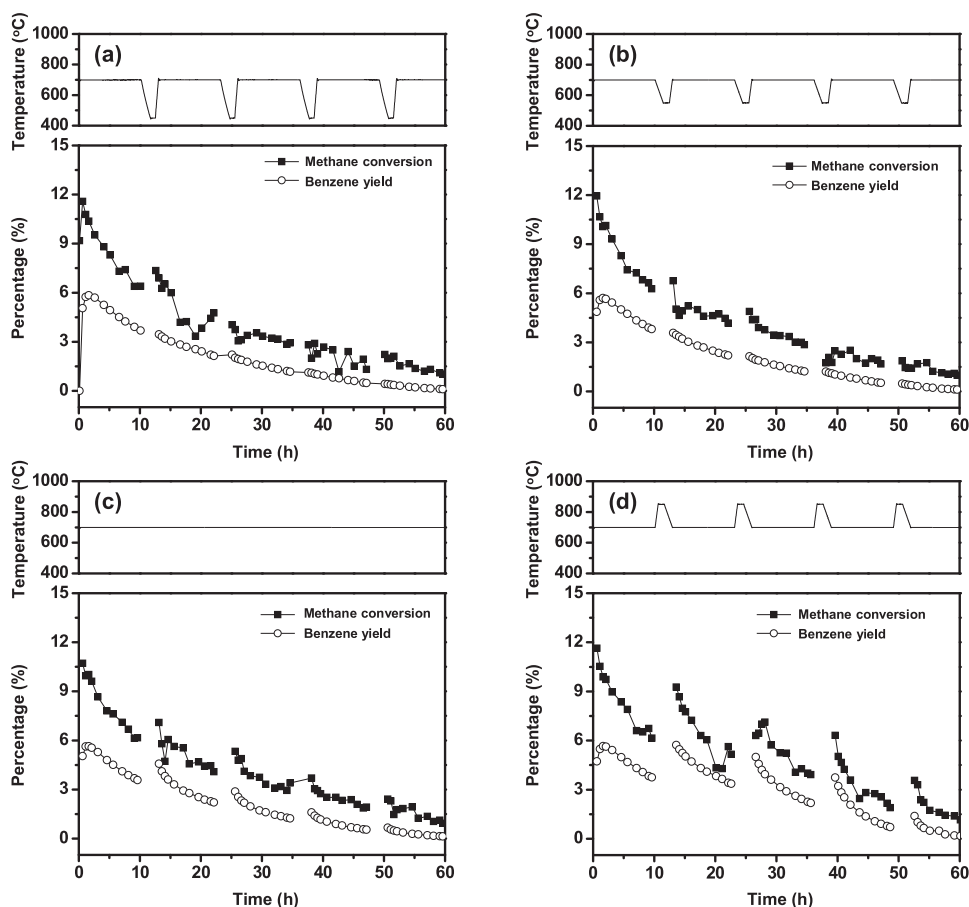 Temperature (°C)
1000
800
600
400
(a)
Percentage (%)
15
12
9
6
3
0
Methane conversion
Benzene yield
0 10 20 30 40 50 60
Time (h)
Temperature (°C)
1000
800
600
400
(b)
Percentage (%)
15
12
9
6
3
0
Methane conversion
Benzene yield
0 10 20 30 40 50 60
Time (h)
Temperature (°C)
1000
800
600
400
(c)
Percentage (%)
15
12
9
6
3
0
Methane conversion
Benzene yield
0 10 20 30 40 50 60
Time (h)
Temperature (°C)
1000
800
600
400
(d)
Percentage (%)
15
12
9
6
3
0
Methane conversion
Benzene yield
0 10 20 30 40 50 60
Time (h)